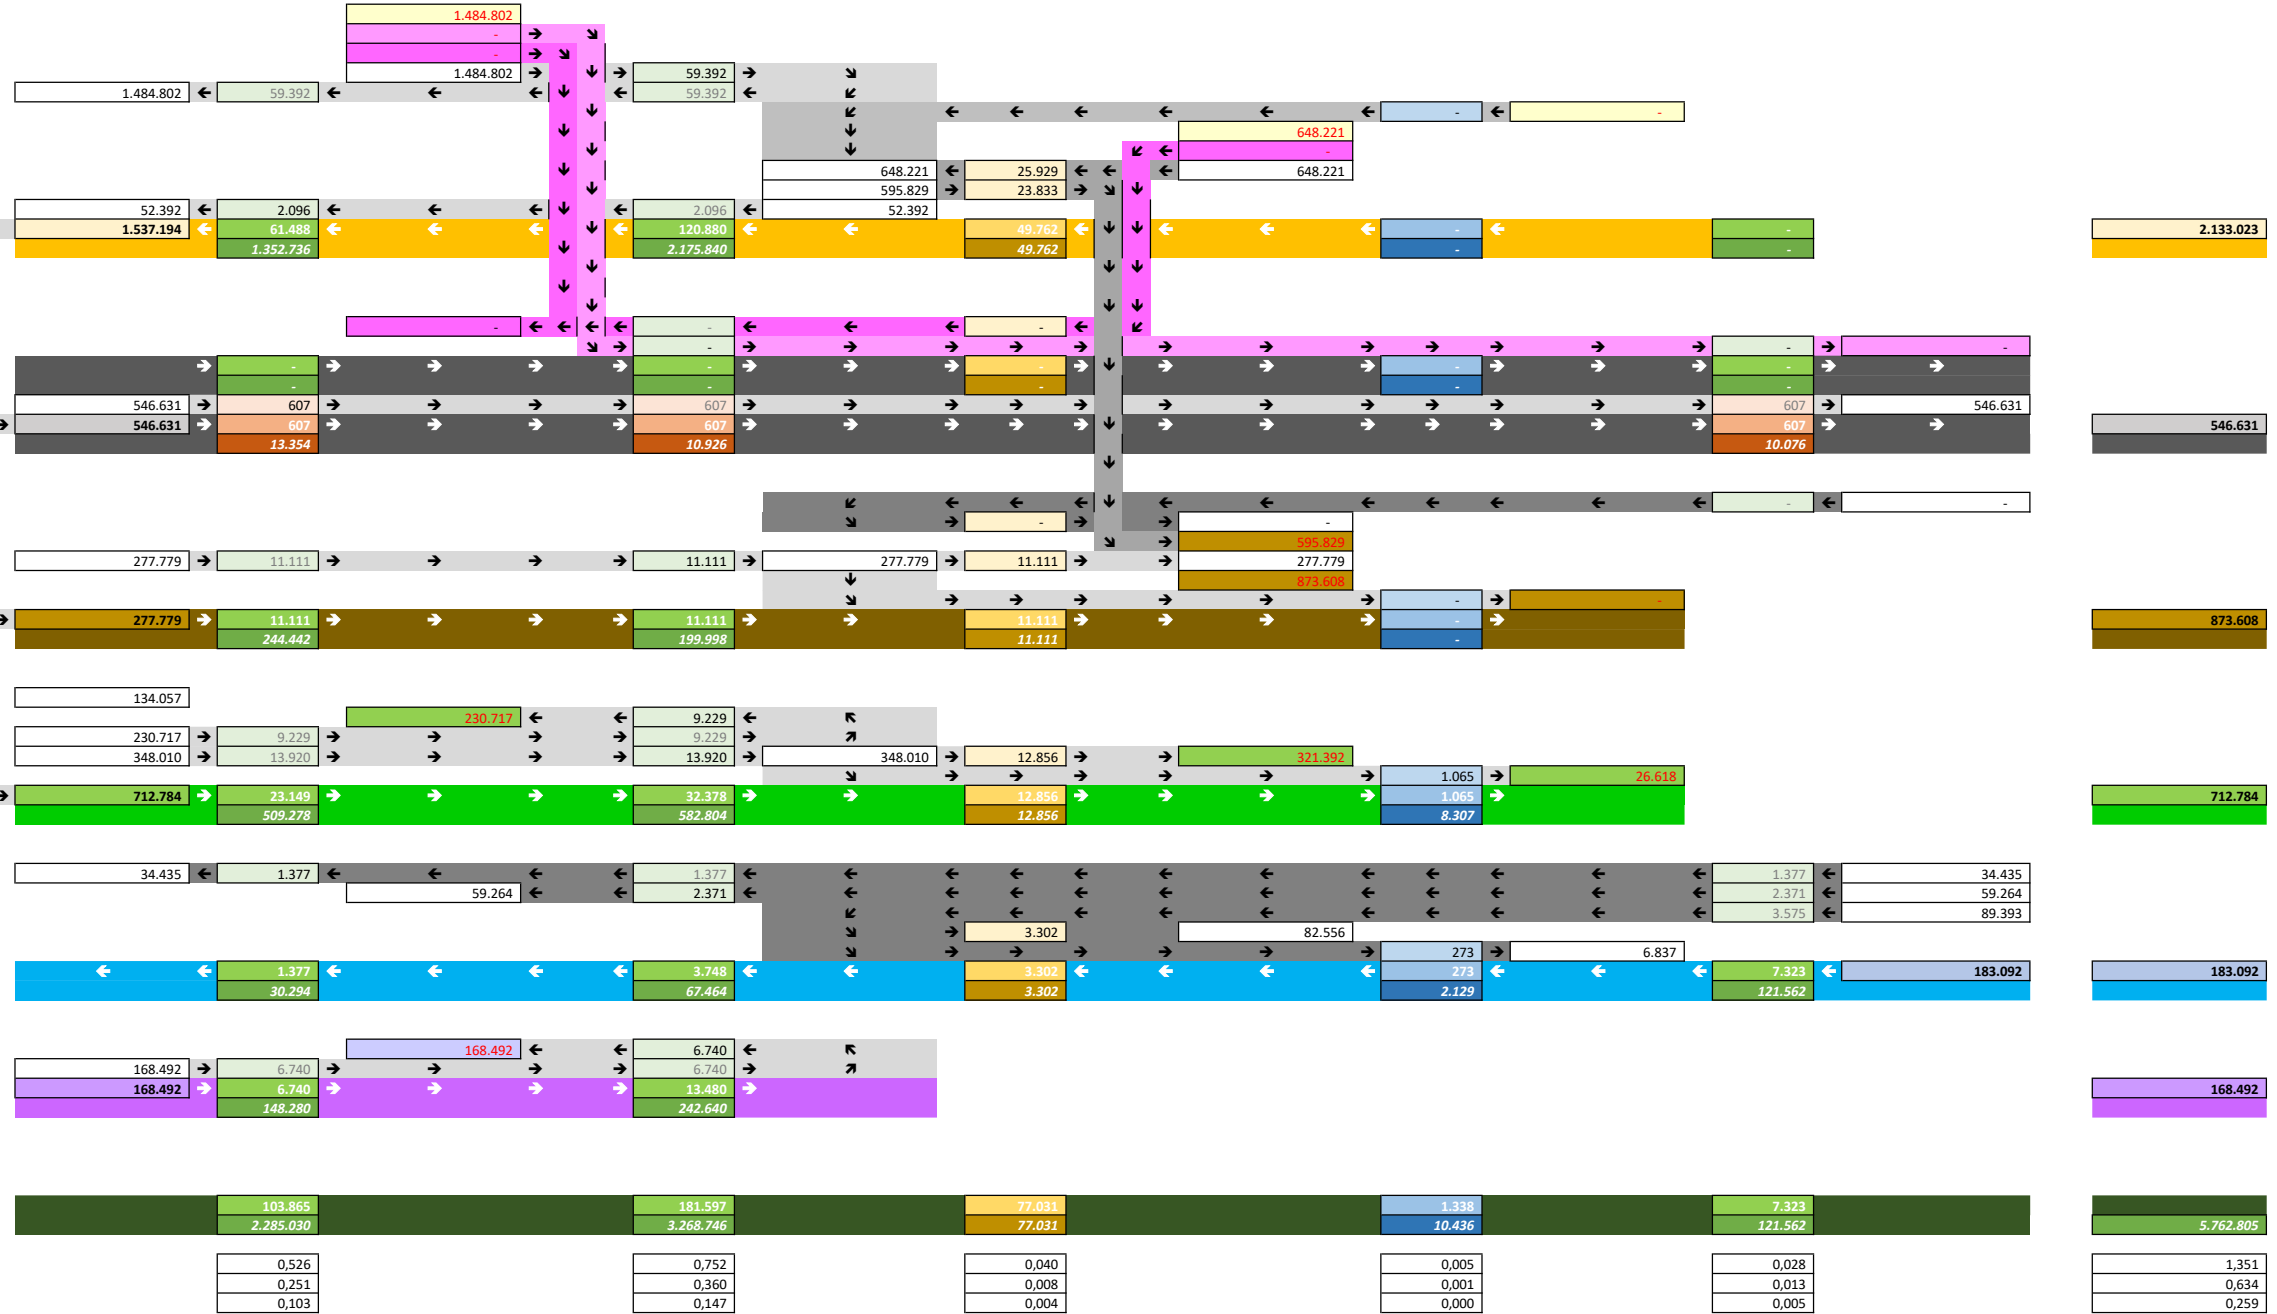 1.484.802
-
-
1.484.802 59.392
1.484.802 59.392 59.392
- -
648.221
-
648.221 25.929 648.221
595.829 23.833
52.392 2.096 2.096 52.392
1.537.194 61.488 120.880 49.762 - - 2.133.023
1.352.736 2.175.840 49.762 - -
- - -
- - -
- - - - -
- - - - -
546.631 607 607 607 546.631
546.631 607 607 607 546.631
13.354 10.926 10.076
- -
- -
595.829
277.779 11.111 11.111 277.779 11.111 277.779
873.608
- -
277.779 11.111 11.111 11.111 - 873.608
244.442 199.998 11.111 -
134.057
230.717 9.229
230.717 9.229 9.229
348.010 13.920 13.920 348.010 12.856 321.392
1.065 26.618
712.784 23.149 32.378 12.856 1.065 712.784
509.278 582.804 12.856 8.307
34.435 1.377 1.377 1.377 34.435
59.264 2.371 2.371 59.264
3.575 89.393
3.302 82.556
273 6.837
1.377 3.748 3.302 273 7.323 183.092 183.092
30.294 67.464 3.302 2.129 121.562
168.492 6.740
168.492 6.740 6.740
168.492 6.740 13.480 168.492
148.280 242.640
103.865 181.597 77.031 1.338 7.323
2.285.030 3.268.746 77.031 10.436 121.562 5.762.805
0,526 0,752 0,040 0,005 0,028 1,351
0,251 0,360 0,008 0,001 0,013 0,634
0,103 0,147 0,004 0,000 0,005 0,259